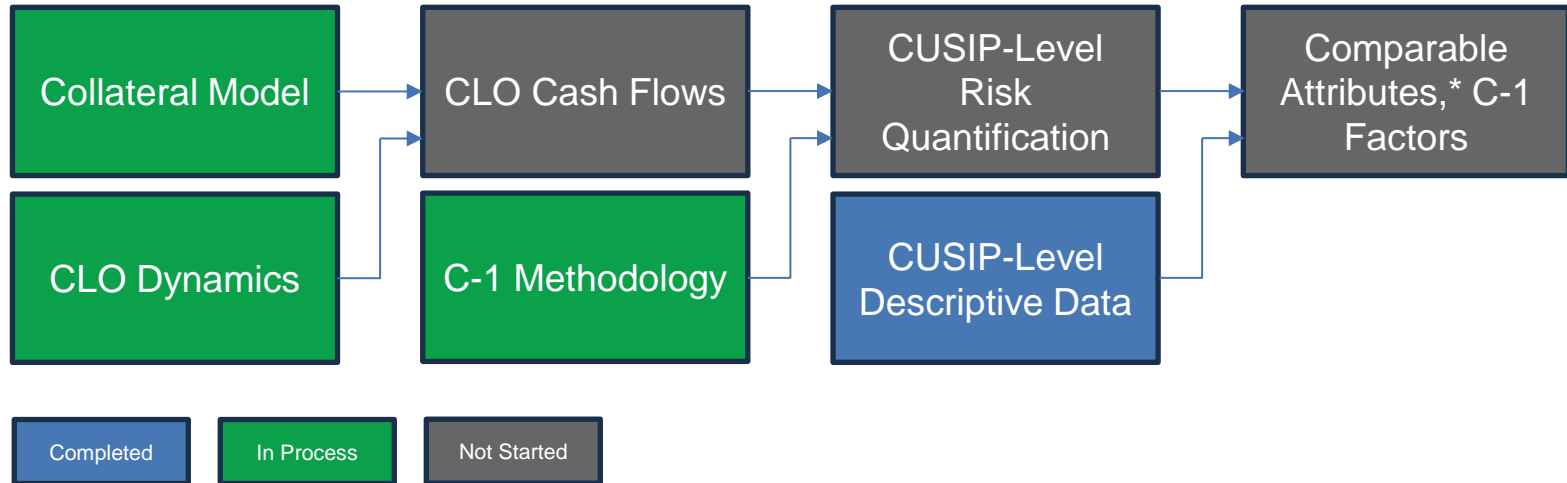 Collateral Model
CLO Cash Flows
CUSIP-Level
Risk
Quantification
Comparable
Attributes,* C-1
Factors
CLO Dynamics
C-1 Methodology
CUSIP-Level
Descriptive Data
Completed
In Process
Not Started